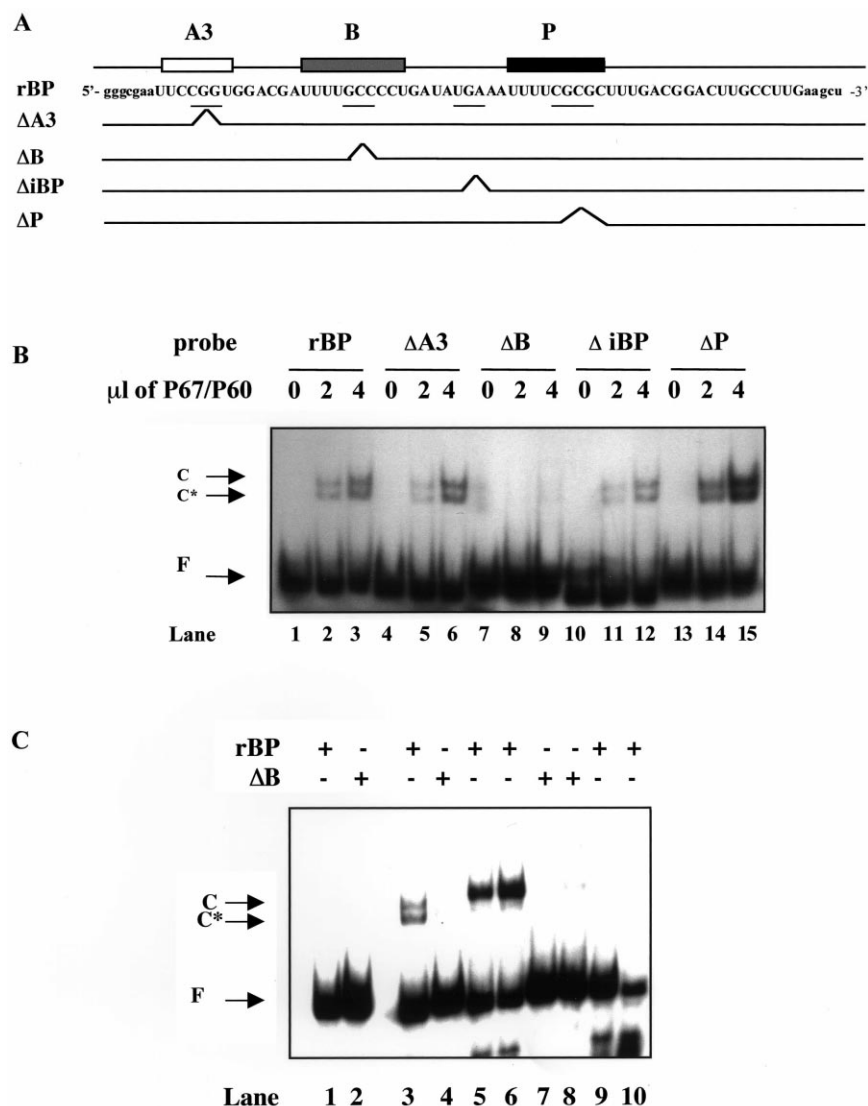 A
A3 B P
rBP 5'- gggcgaaUUCCGGUGGACGAUUUUGCCCCUGAUAUGAAAUUUUCGCGCUUUGACGGACUUGCCUUGaagcu -3'
ΔA3
ΔB
ΔiBP
ΔP
B
probe rBP ΔA3 ΔB Δ iBP ΔP
μl of P67/P60 0 2 4 0 2 4 0 2 4 0 2 4 0 2 4
C
C*
F
Lane 1 2 3 4 5 6 7 8 9 10 11 12 13 14 15
C
rBP + - + - + + - - + +
ΔB - + - + - - + + - -
C
C*
F
Lane 1 2 3 4 5 6 7 8 9 10